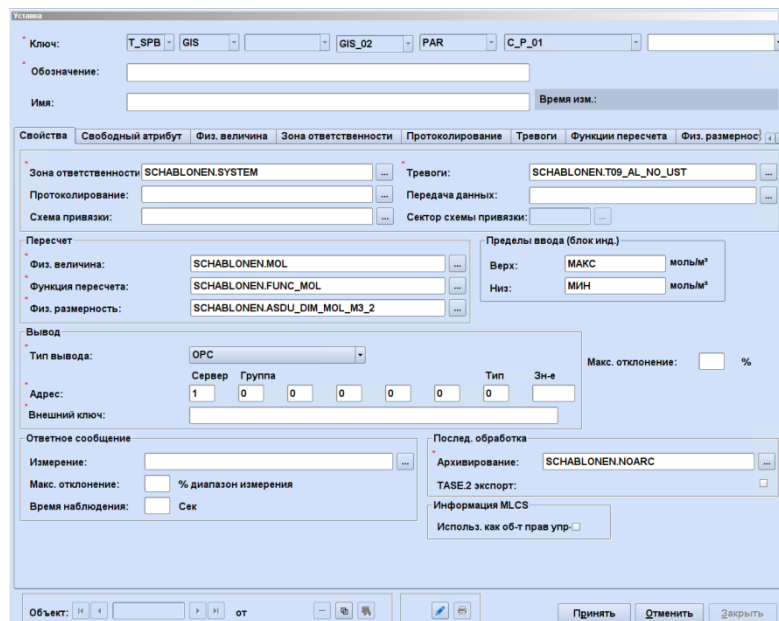 Уставка
* Ключ: T_SPB GIS GIS_02 PAR C_P_01
* Обозначение:
Имя: Время изм.:
Свойства Свободный атрибут Физ. величина Зона ответственности Протоколирование Тревоги Функции пересчета Физ. размернос
* Зона ответственности SCHABLONEN.SYSTEM ... * Тревоги: SCHABLONEN.T09_AL_NO_UST ...
Протоколирование: ... Передача данных: ...
Схема привязки: ... Сектор схемы привязки: ...
Пересчет Пределы ввода (блок инд.)
* Физ. величина: SCHABLONEN.MOL ... Верх: МАКС моль/м³
* Функция пересчета: SCHABLONEN.FUNC_MOL ... Низ: МИН моль/м³
* Физ. размерность: SCHABLONEN.ASDU_DIM_MOL_M3_2 ...
Вывод
* Тип вывода: OPC Макс. отклонение: %
Сервер Группа Тип Зн-е
* Адрес: 1 0 0 0 0 0 0
* Внешний ключ:
Ответное сообщение Послед. обработка
Измерение: ... * Архивирование: SCHABLONEN.NOARC ...
Макс. отклонение: % диапазон измерения TASE.2 экспорт:
Время наблюдения: Сек Информация MLCS
Использ. как об-т прав упр-
Объект: от Принять Отменить Закрыть